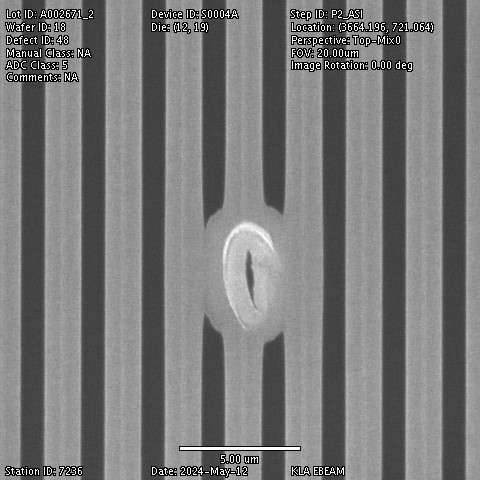 Lot ID: A002671_2
Wafer ID: 18
Defect ID: 48
Manual Class: NA
ADC Class: 5
Comments: NA
Device ID: S0004A
Die: (12, 19)
Step ID: P2_ASI
Location: (3664.196, 721.064)
Perspective: Top-Mix0
FOV: 20.00um
Image Rotation: 0.00 deg
5.00 um
Station ID: 7236
Date: 2024-May-12
KLA EBEAM